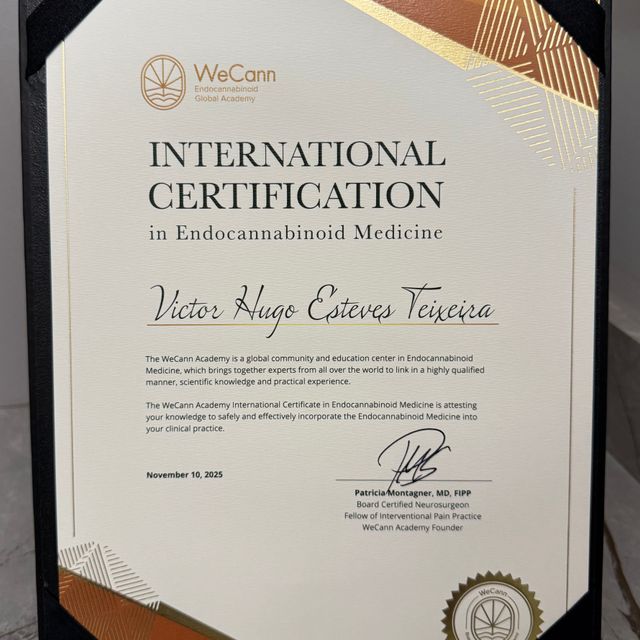 WeCann
Endocannabinoid
Global Academy
INTERNATIONAL
CERTIFICATION
in Endocannabinoid Medicine
Victor Hugo Esteves Teixeira
The WeCann Academy is a global community and education center in Endocannabinoid
Medicine, which brings together experts from all over the world to link in a highly qualified
manner, scientific knowledge and practical experience.
The WeCann Academy International Certificate in Endocannabinoid Medicine is attesting
your knowledge to safely and effectively incorporate the Endocannabinoid Medicine into
your clinical practice.
November 10, 2025
Patricia Montagner, MD, FIPP
Board Certified Neurosurgeon
Fellow of Interventional Pain Practice
WeCann Academy Founder
WeCann